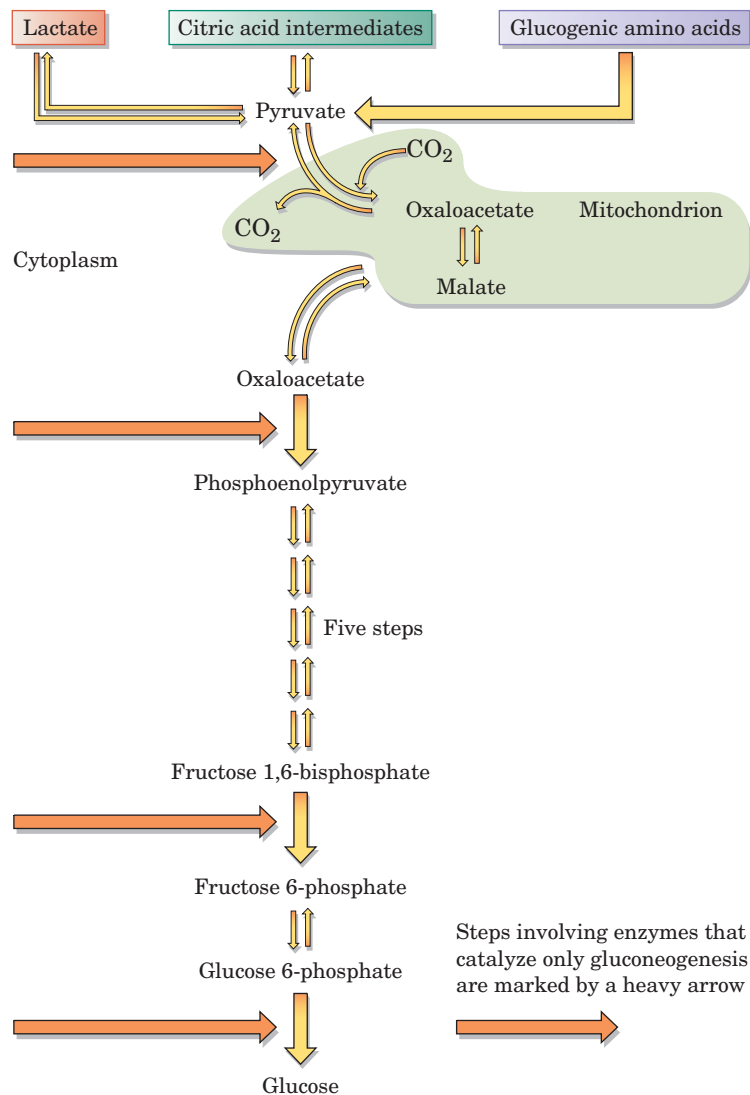 Lactate
Citric acid intermediates
Glucogenic amino acids
Pyruvate
CO2
CO2
Oxaloacetate
Mitochondrion
Malate
Cytoplasm
Oxaloacetate
Phosphoenolpyruvate
Five steps
Fructose 1,6-bisphosphate
Fructose 6-phosphate
Glucose 6-phosphate
Steps involving enzymes that
catalyze only gluconeogenesis
are marked by a heavy arrow
Glucose